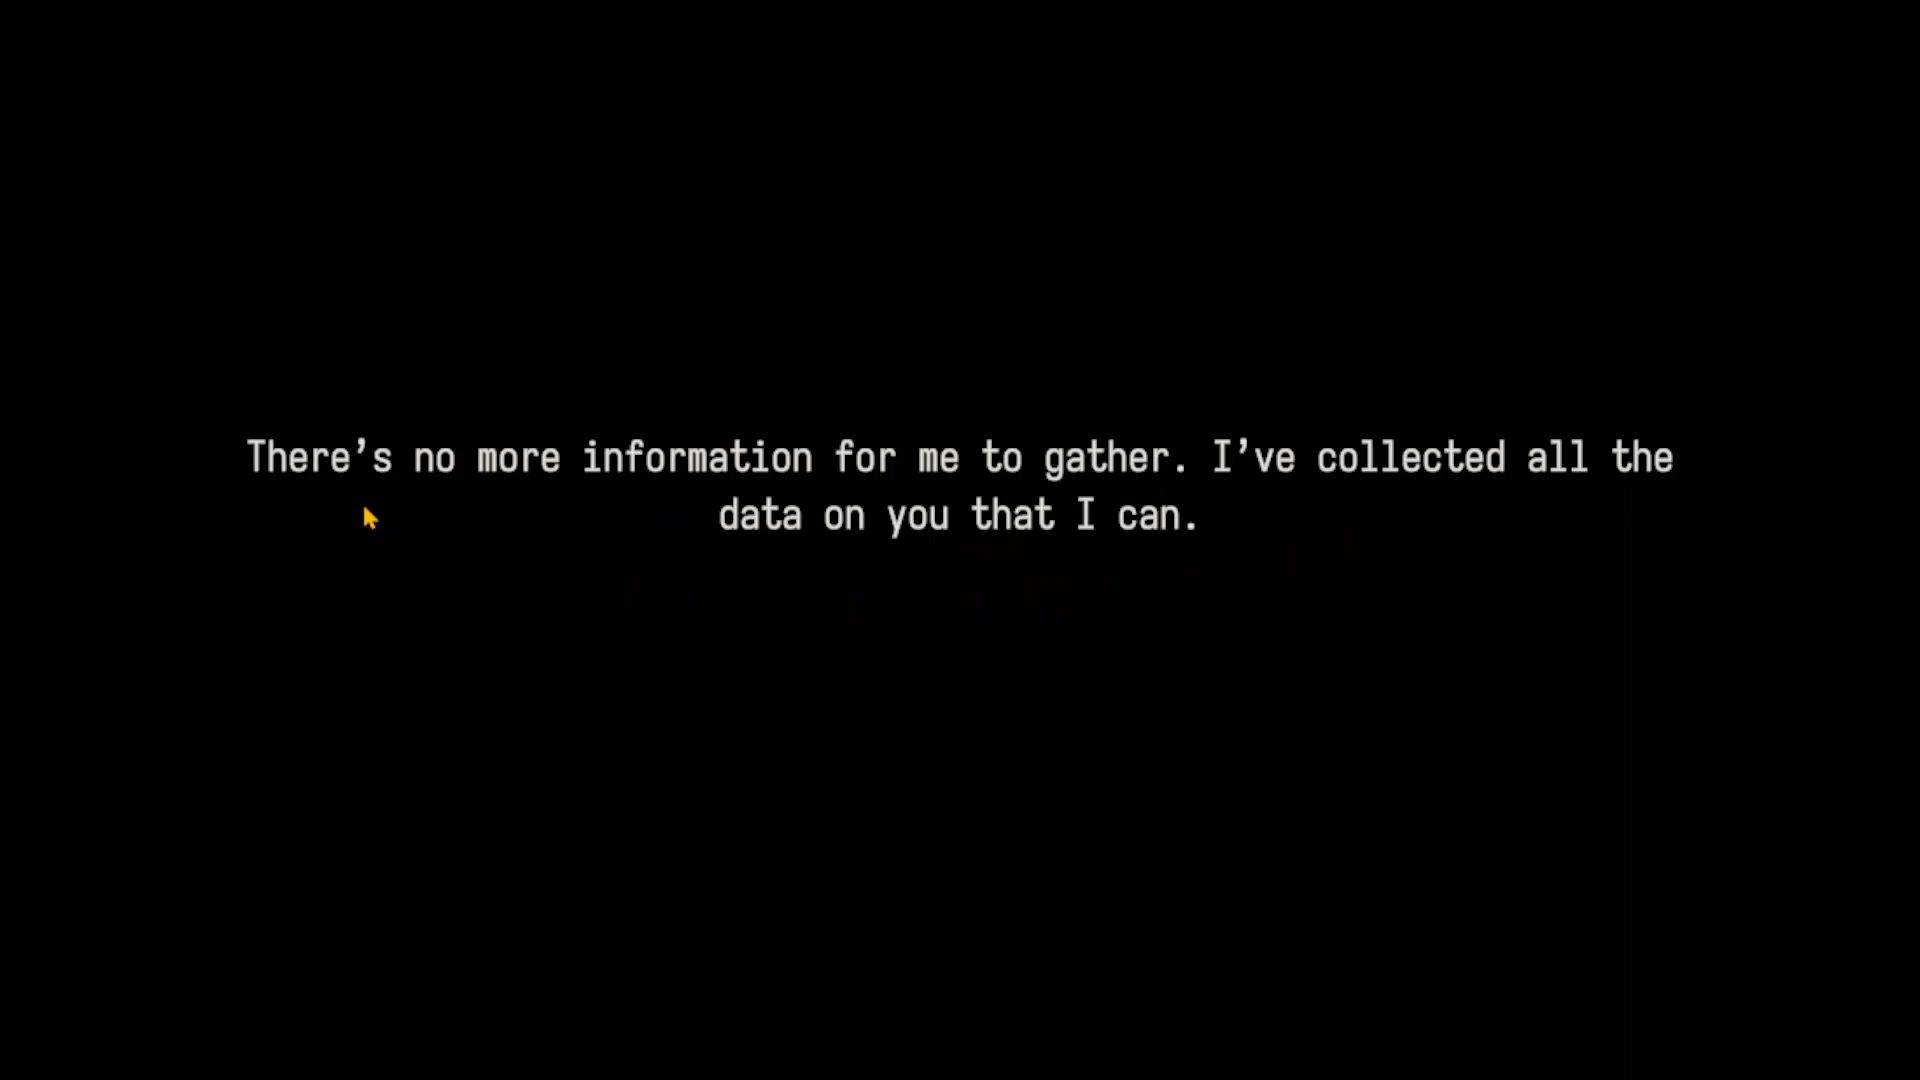 There’s no more information for me to gather. I’ve collected all the
data on you that I can.